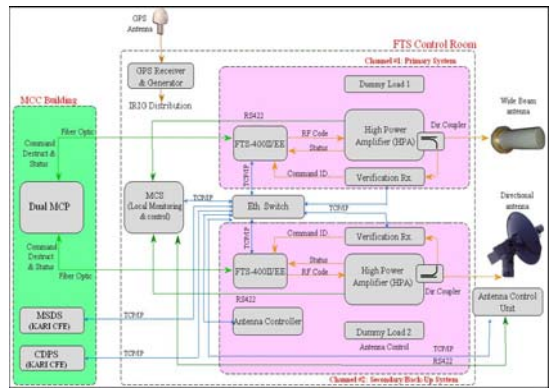 GPS
Antenna
FTS Control Room
Channel #1: Primary System
GPS Receiver
& Generator
IRIG Distribution
Dummy Load 1
MCC Building
Fiber Optic
RS422
Command
Destruct &
Status
FTS-400II/EE
RF Code
Status
High Power
Amplifier (HPA)
Dir Coupler
Wide Beam
antenna
Command ID
Verification Rx.
TCP/IP
TCP/IP
Dual MCP
MCS
(Local Monitoring
& control)
TCP/IP
Eth. Switch
TCP/IP
Directional
antenna
Command ID
Verification Rx.
TCP/IP
Command
Destruct
& Status
Fiber Optic
FTS-400II/EE
Status
RF Code
High Power
Amplifier (HPA)
Dir Coupler
RS422
Antenna Control
Unit
MSDS
(KARI CFE)
TCP/IP
Antenna Controller
Dummy Load 2
Antenna Control
CDPS
(KARI CFE)
TCP/IP
TCP/IP
RS422
Channel #2: Secondary/Back-Up System